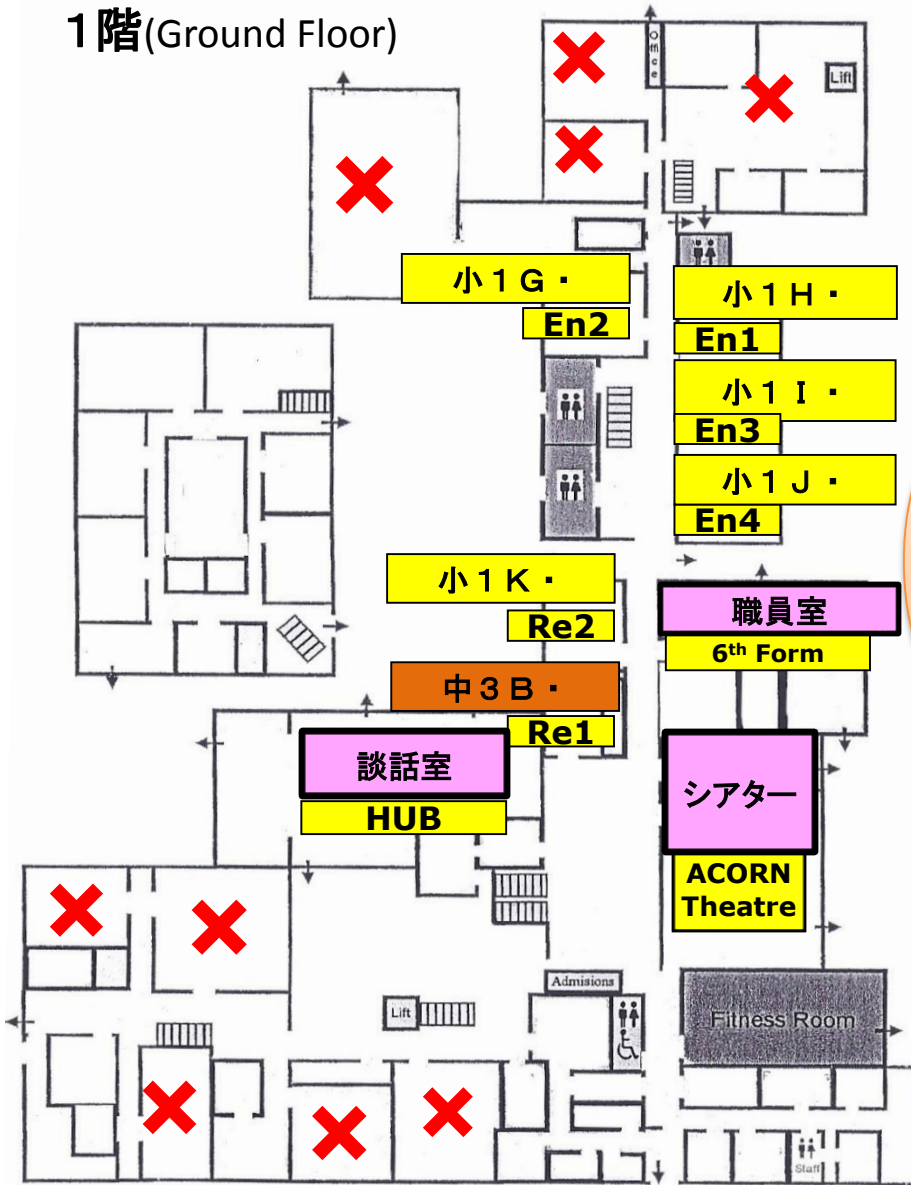 1階(Ground Floor)
Office
Lift
小1G・
En2
小1H・
En1
小1I・
En3
小1J・
En4
小1K・
Re2
職員室
6th Form
中3B・
Re1
談話室
HUB
シアター
ACORN
Theatre
Admisions
Lift
Fitness Room
Staff